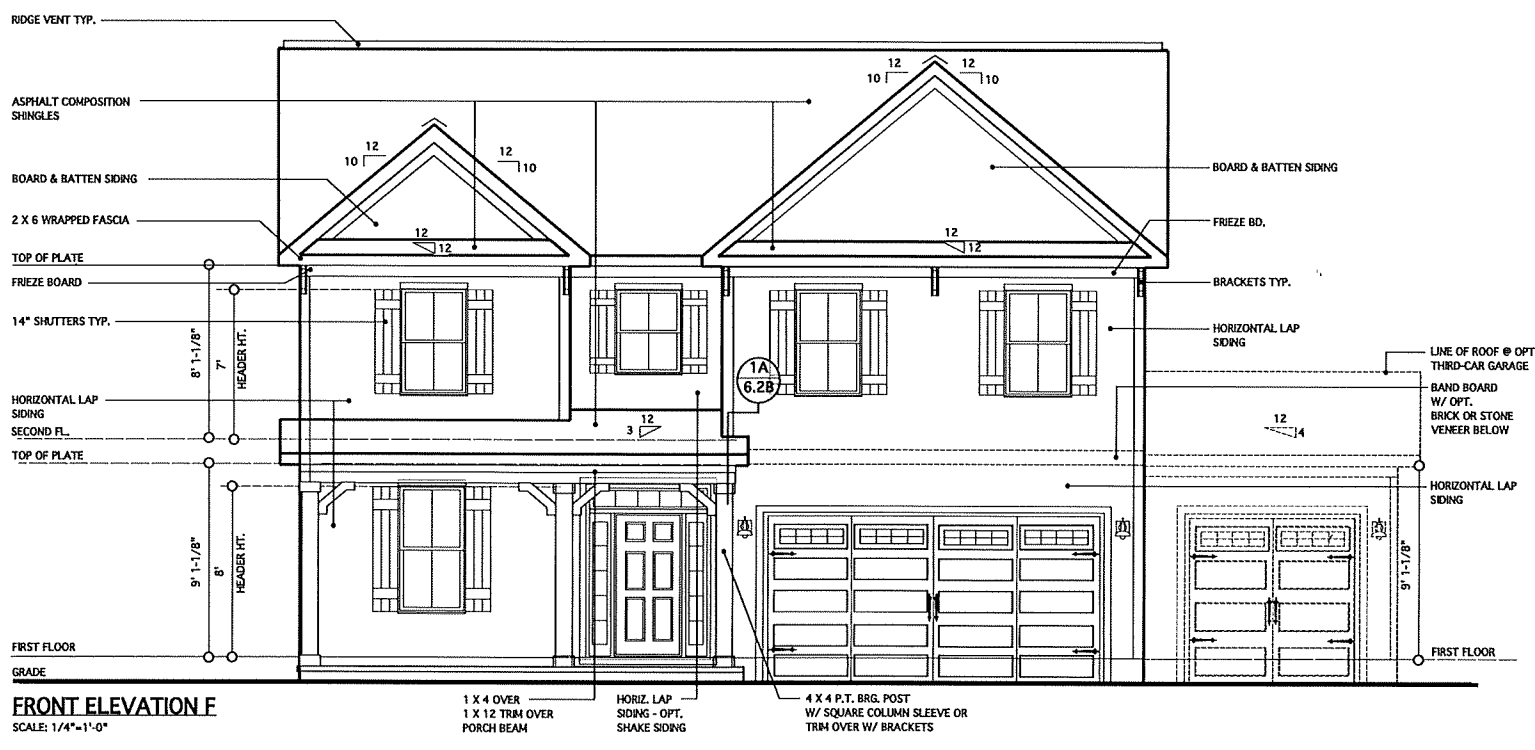 RIDGE VENT TYP.
12
12
10
10
ASPHALT COMPOSITION
SHINGLES
12
12
10
10
BOARD & BATTEN SIDING
BOARD & BATTEN SIDING
2 X 6 WRAPPED FASCIA
FRIEZE BD.
12
12
12
12
TOP OF PLATE
FRIEZE BOARD
BRACKETS TYP.
14" SHUTTERS TYP.
8' 1-1/8"
7'
HEADER HT.
HORIZONTAL LAP
SIDING
LINE OF ROOF @ OPT
THIRD-CAR GARAGE
1A
6.2B
BAND BOARD
W/ OPT.
BRICK OR STONE
VENEER BELOW
HORIZONTAL LAP
SIDING
SECOND FL.
12
3
12
4
TOP OF PLATE
HORIZONTAL LAP
SIDING
9' 1-1/8"
8'
HEADER HT.
9' 1-1/8"
FIRST FLOOR
FIRST FLOOR
GRADE
FRONT ELEVATION F
SCALE: 1/4"=1'-0"
1 X 4 OVER
1 X 12 TRIM OVER
PORCH BEAM
HORIZ. LAP
SIDING - OPT.
SHAKE SIDING
4 X 4 P.T. BRG. POST
W/ SQUARE COLUMN SLEEVE OR
TRIM OVER W/ BRACKETS